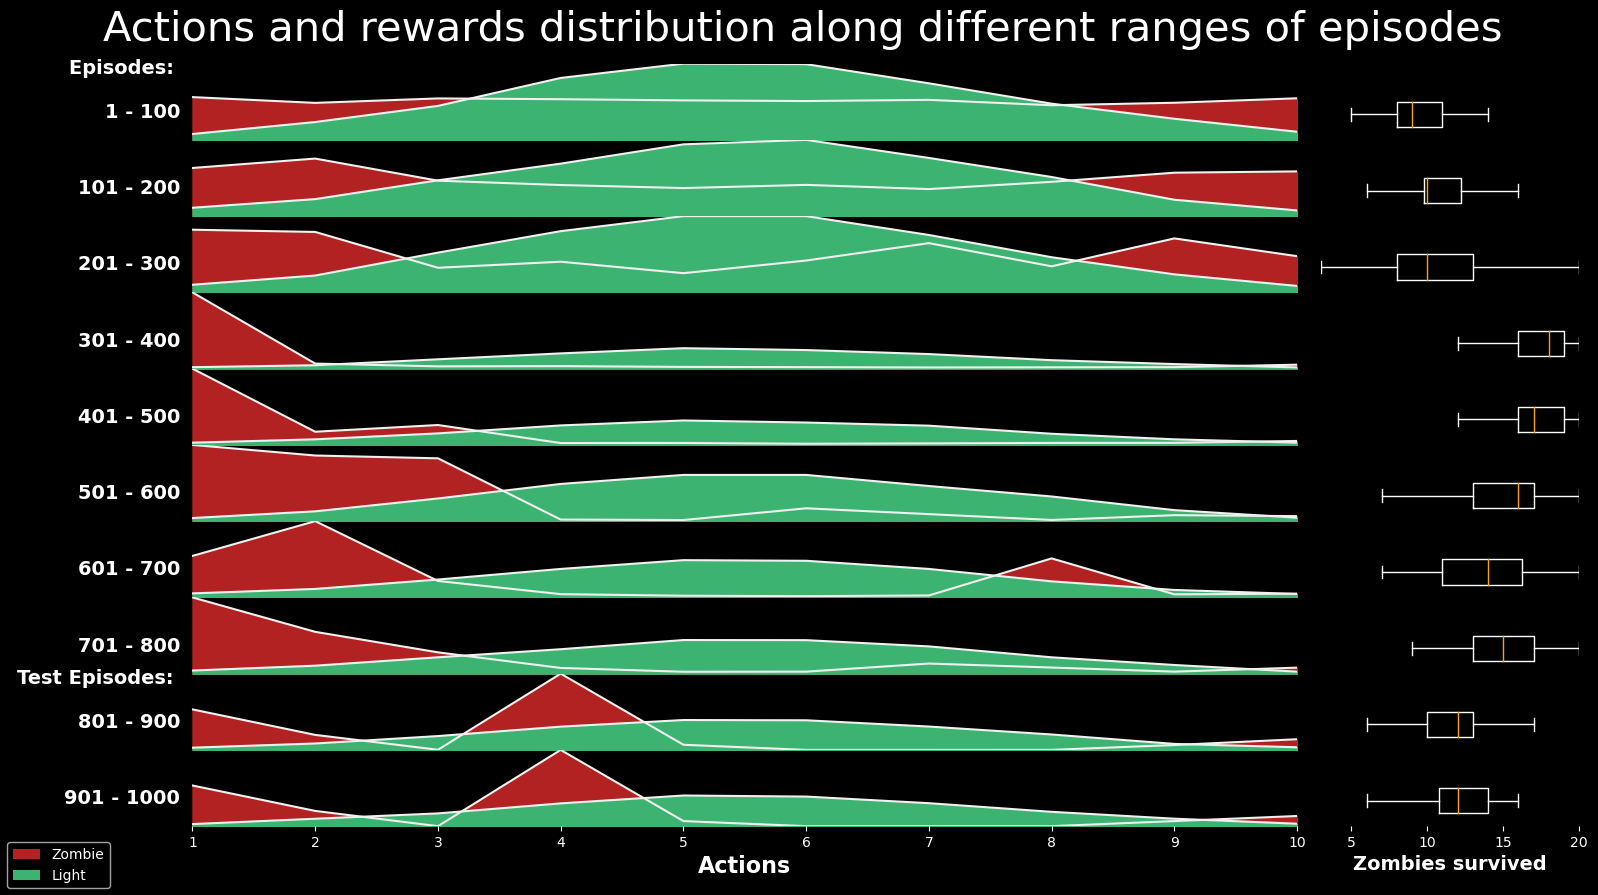 Actions and rewards distribution along different ranges of episodes
Episodes:
1 - 100
101 - 200
201 - 300
301 - 400
401 - 500
501 - 600
601 - 700
701 - 800
Test Episodes:
801 - 900
901 - 1000
1 2 3 4 5 6 7 8 9 10
5 10 15 20
Actions
Zombies survived
Zombie
Light